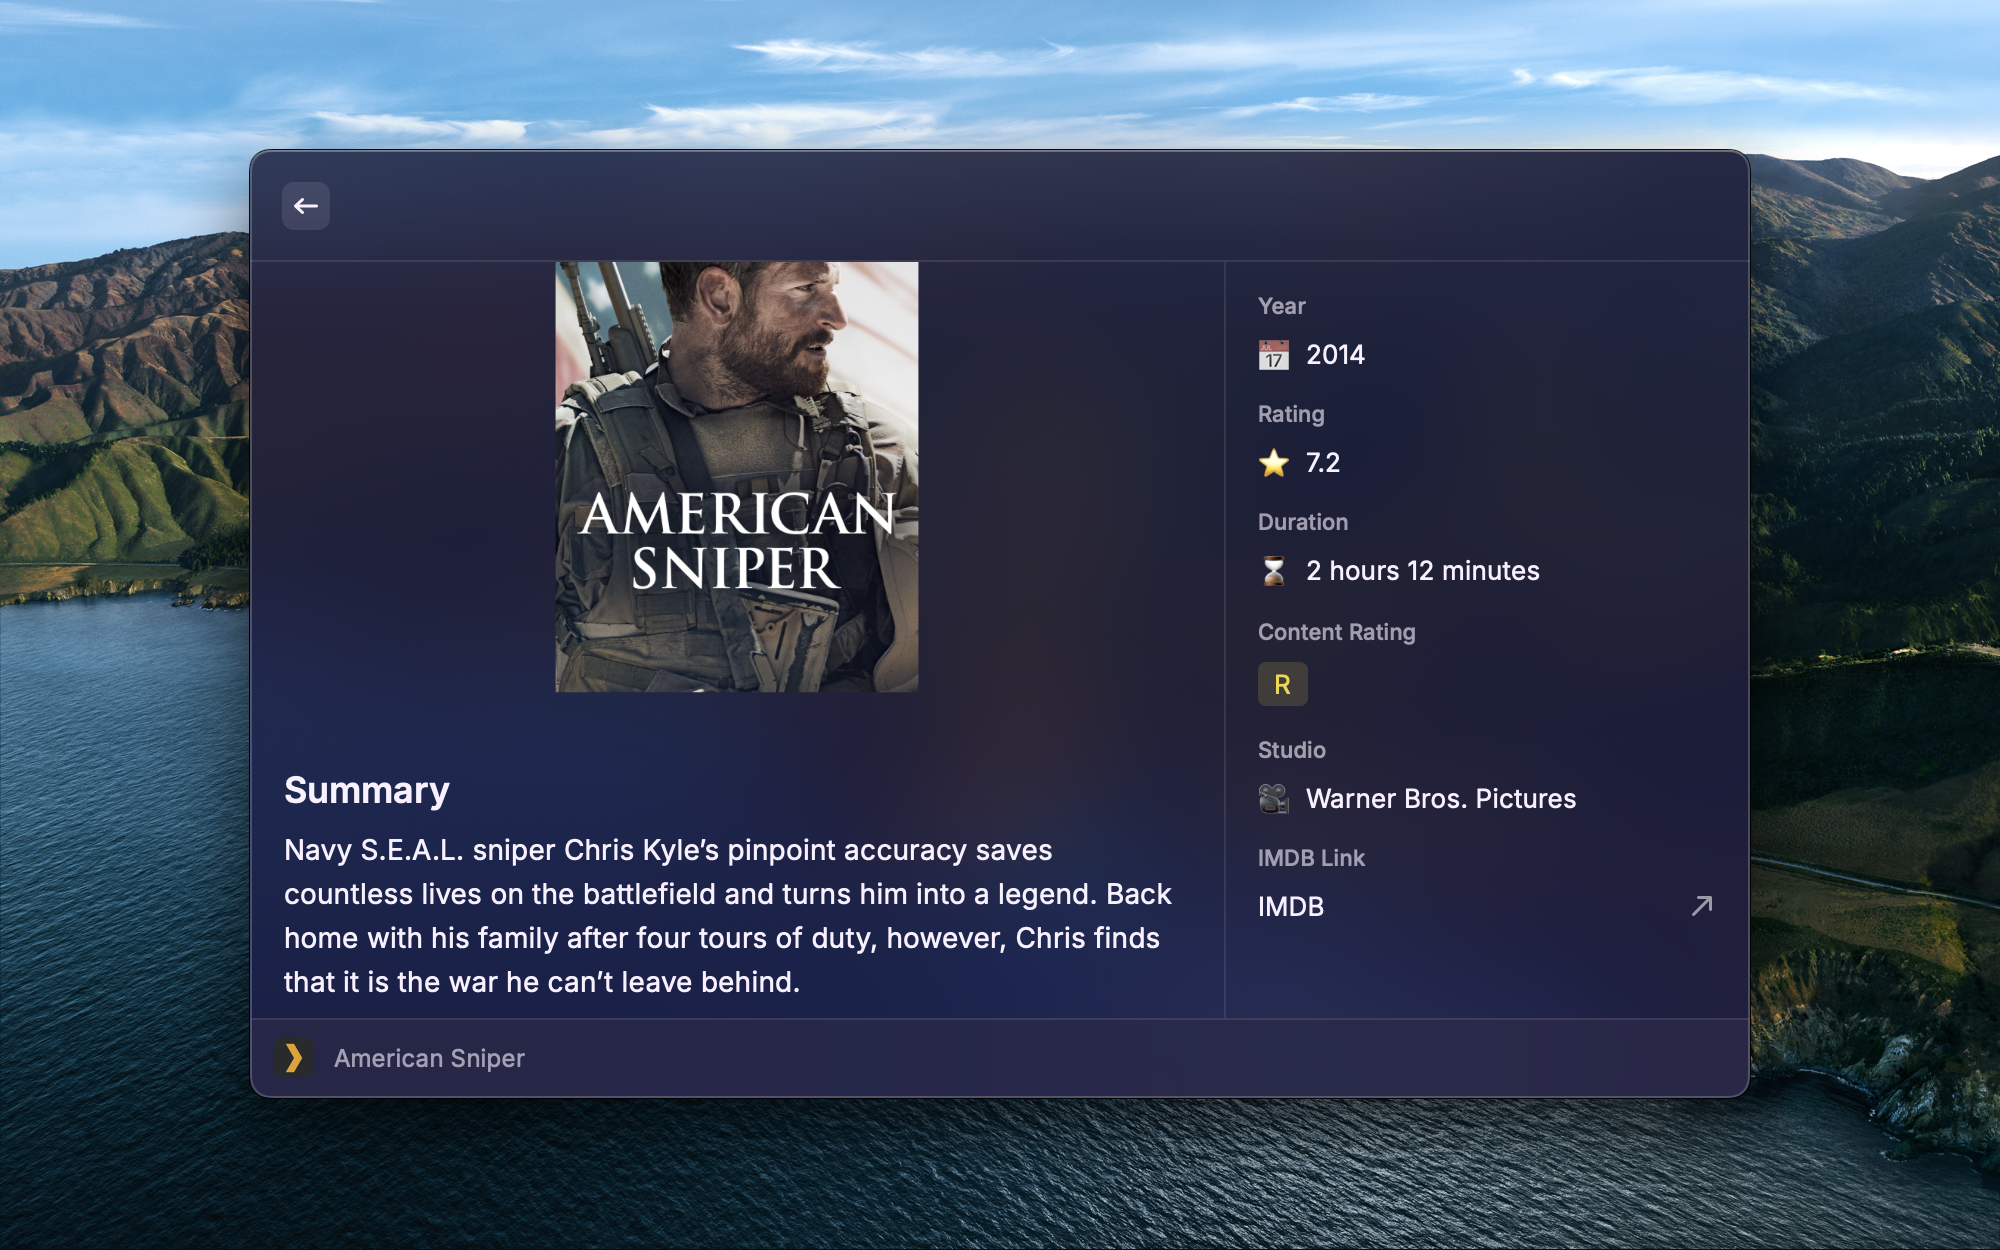 AMERICAN
SNIPER
Summary
Navy S.E.A.L. sniper Chris Kyle’s pinpoint accuracy saves
countless lives on the battlefield and turns him into a legend. Back
home with his family after four tours of duty, however, Chris finds
that it is the war he can’t leave behind.
Year
JUL
17
2014
Rating
7.2
Duration
2 hours 12 minutes
Content Rating
R
Studio
Warner Bros. Pictures
IMDB Link
IMDB
American Sniper